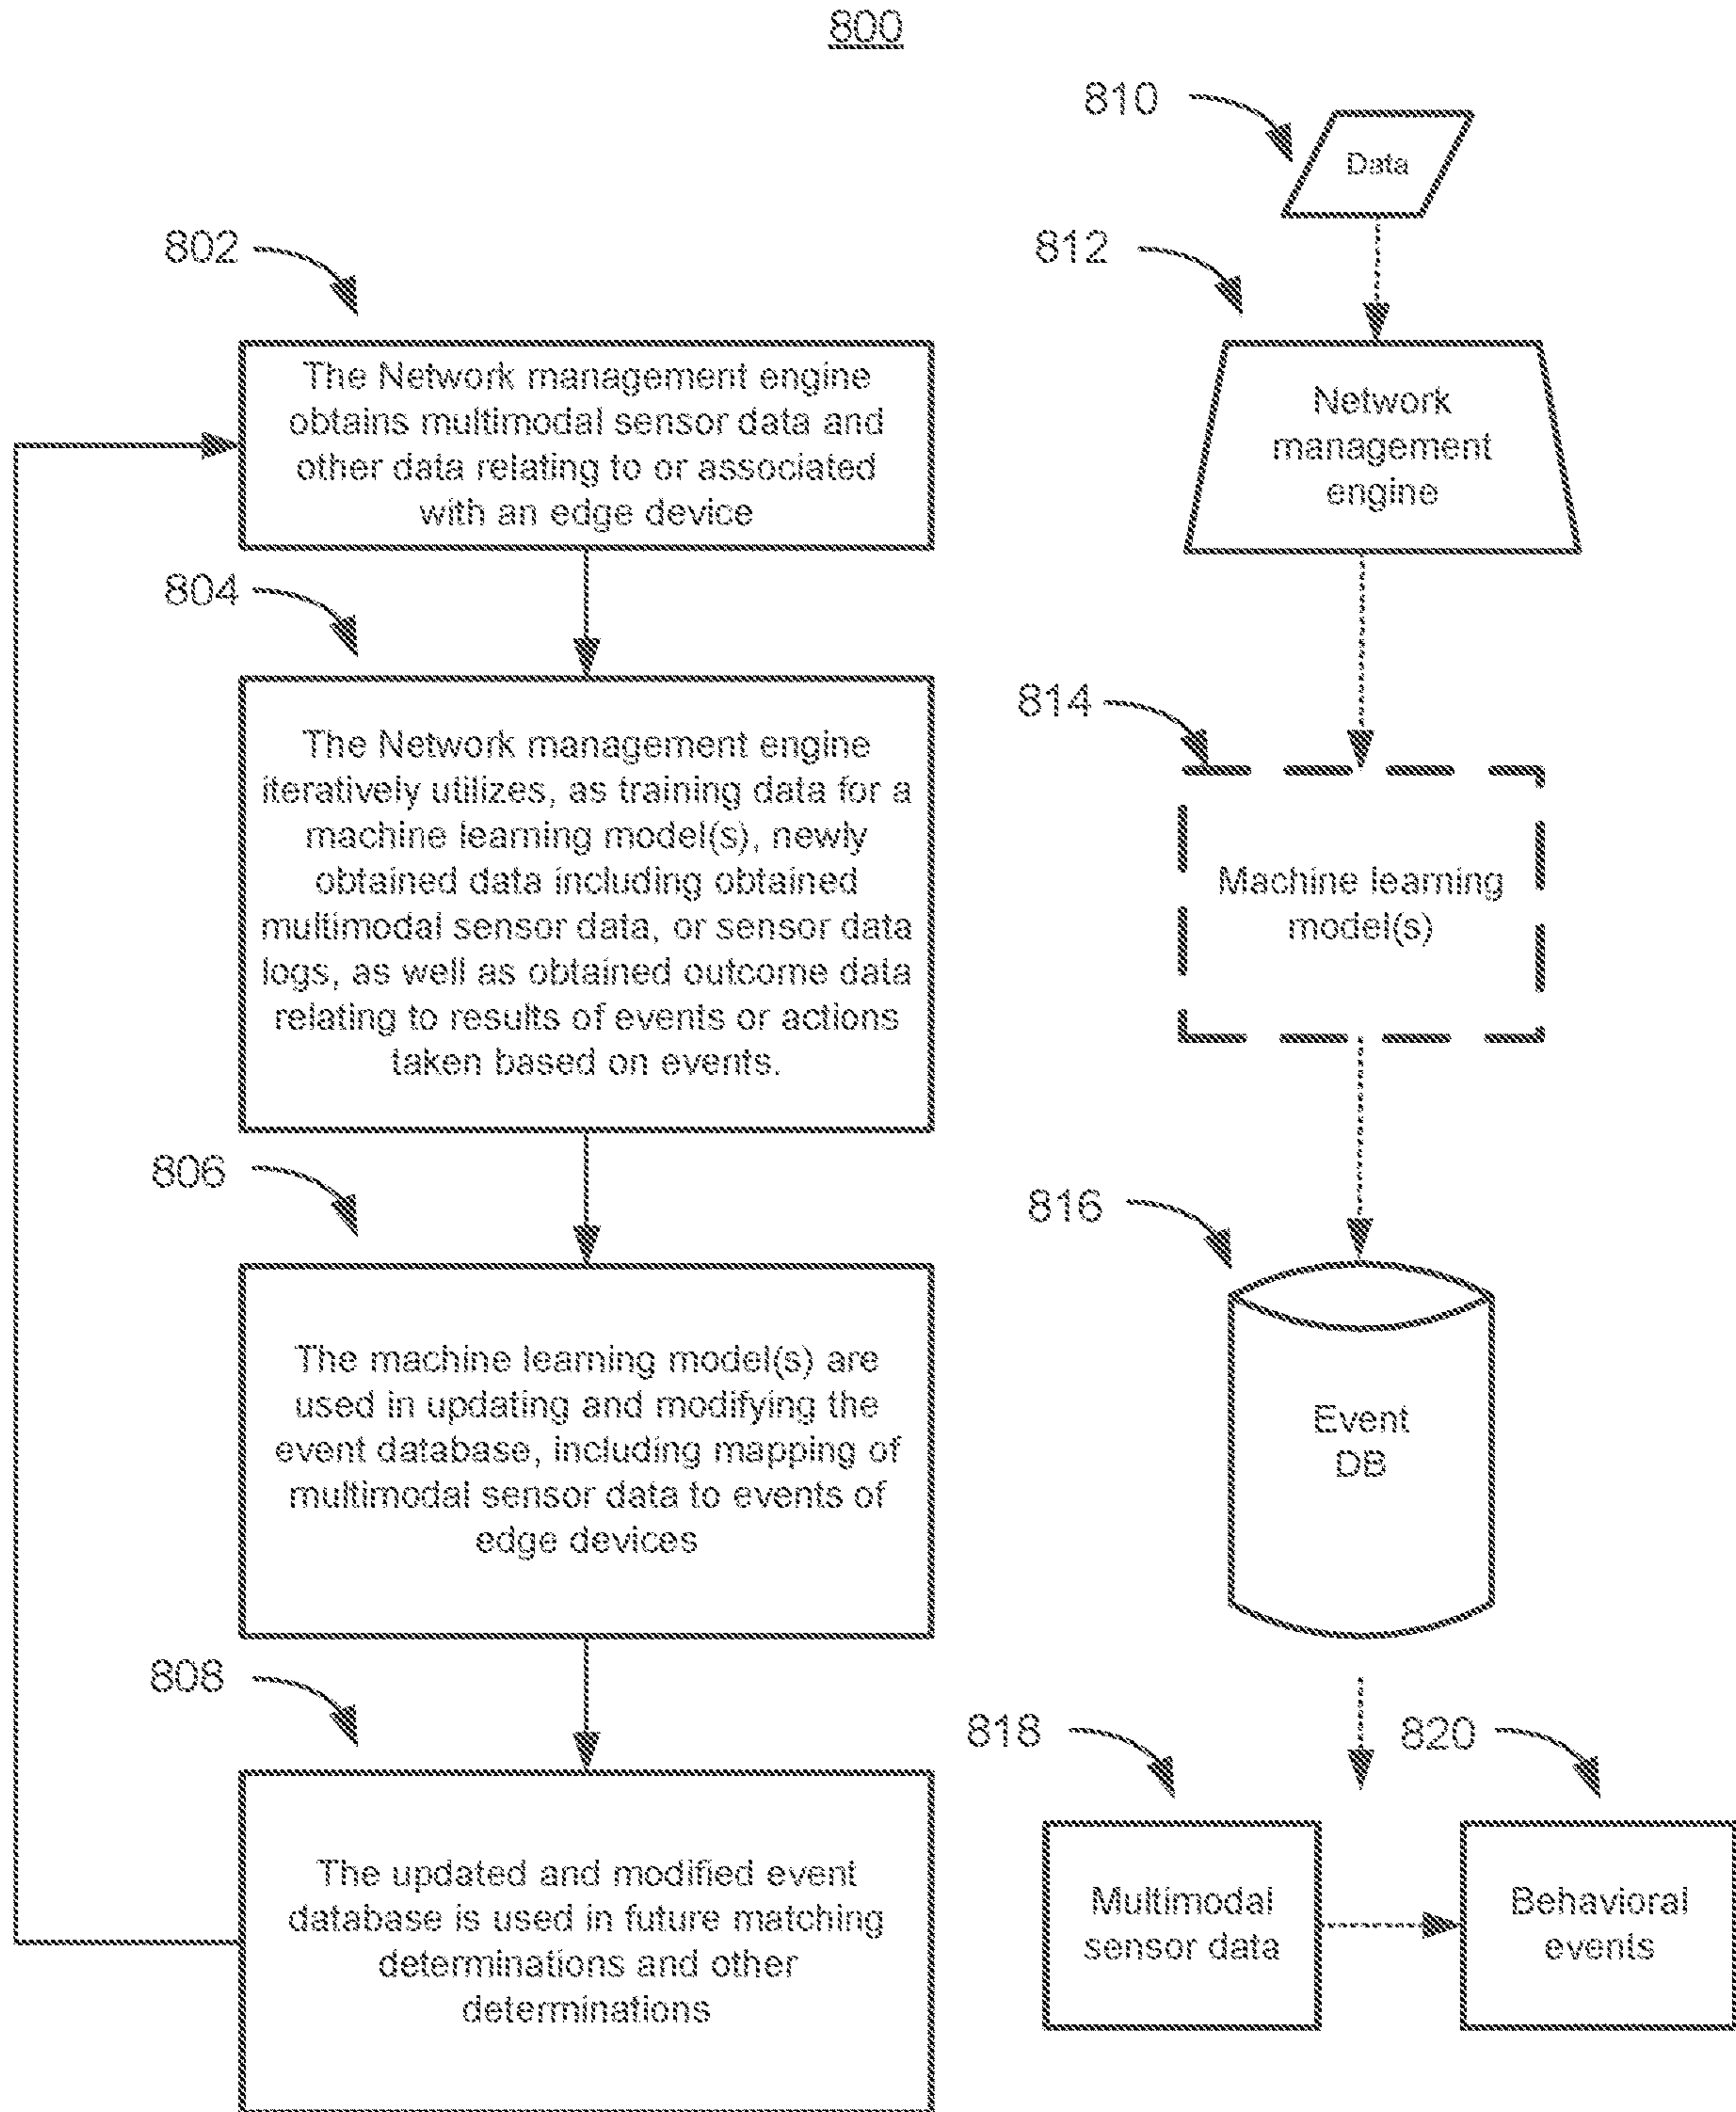 800
802
The Network management engine
obtains multimodal sensor data and
other data relating to or associated
with an edge device
804
The Network management engine
iteratively utilizes, as training data for a
machine learning model(s), newly
obtained data including obtained
multimodal sensor data, or sensor data
logs, as well as obtained outcome data
relating to results of events or actions
taken based on events.
806
The machine learning model(s) are
used in updating and modifying the
event database, including mapping of
multimodal sensor data to events of
edge devices
808
The updated and modified event
database is used in future matching
determinations and other
determinations
810
Data
812
Network
management
engine
814
Machine learning
model(s)
816
Event
DB
818
Multimodal
sensor data
820
Behavioral
events